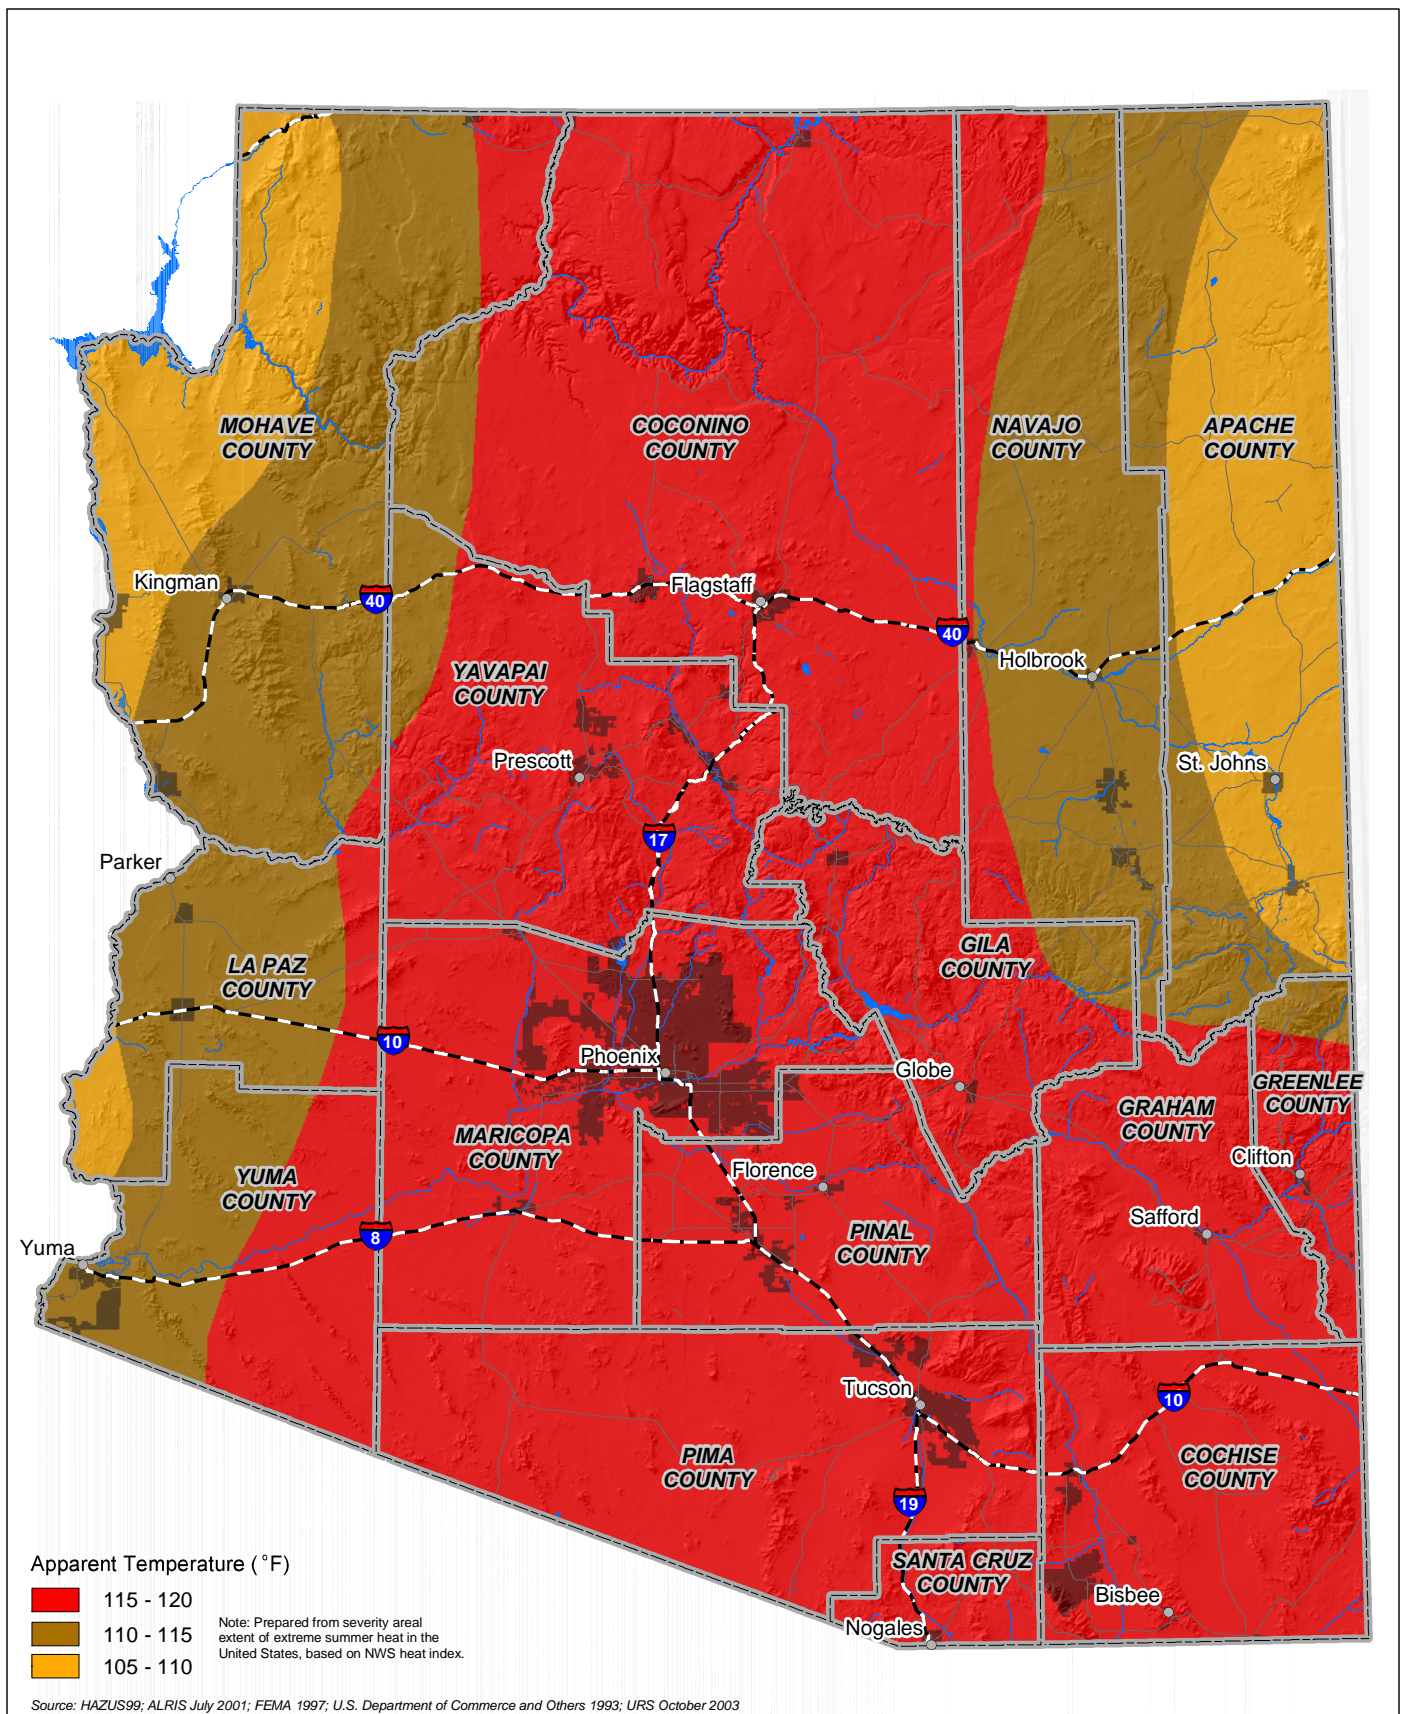 MOHAVE
COUNTY
COCONINO
COUNTY
NAVAJO
COUNTY
APACHE
COUNTY
Kingman
40
Flagstaff
40
Holbrook
YAVAPAI
COUNTY
Prescott
St. Johns
17
Parker
GILA
COUNTY
LA PAZ
COUNTY
10
Phoenix
Globe
GREENLEE
COUNTY
GRAHAM
COUNTY
MARICOPA
COUNTY
Florence
Clifton
YUMA
COUNTY
Safford
PINAL
COUNTY
8
Yuma
Tucson
10
PIMA
COUNTY
COCHISE
COUNTY
19
SANTA CRUZ
COUNTY
Bisbee
Nogales
Apparent Temperature (°F)
115 - 120
110 - 115
105 - 110
Note: Prepared from severity areal
extent of extreme summer heat in the
United States, based on NWS heat index.
Source: HAZUS99; ALRIS July 2001; FEMA 1997; U.S. Department of Commerce and Others 1993; URS October 2003